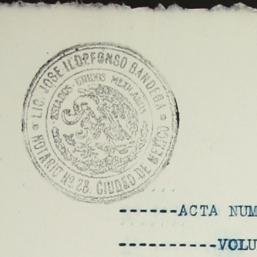 LIC. JOSE ILDEFONSO BANDERA
ESTADOS UNIDOS MEXICANOS
NOTARIO No 28. CIUDAD DE MEXICO
------ACTA NUM
----------VOLU